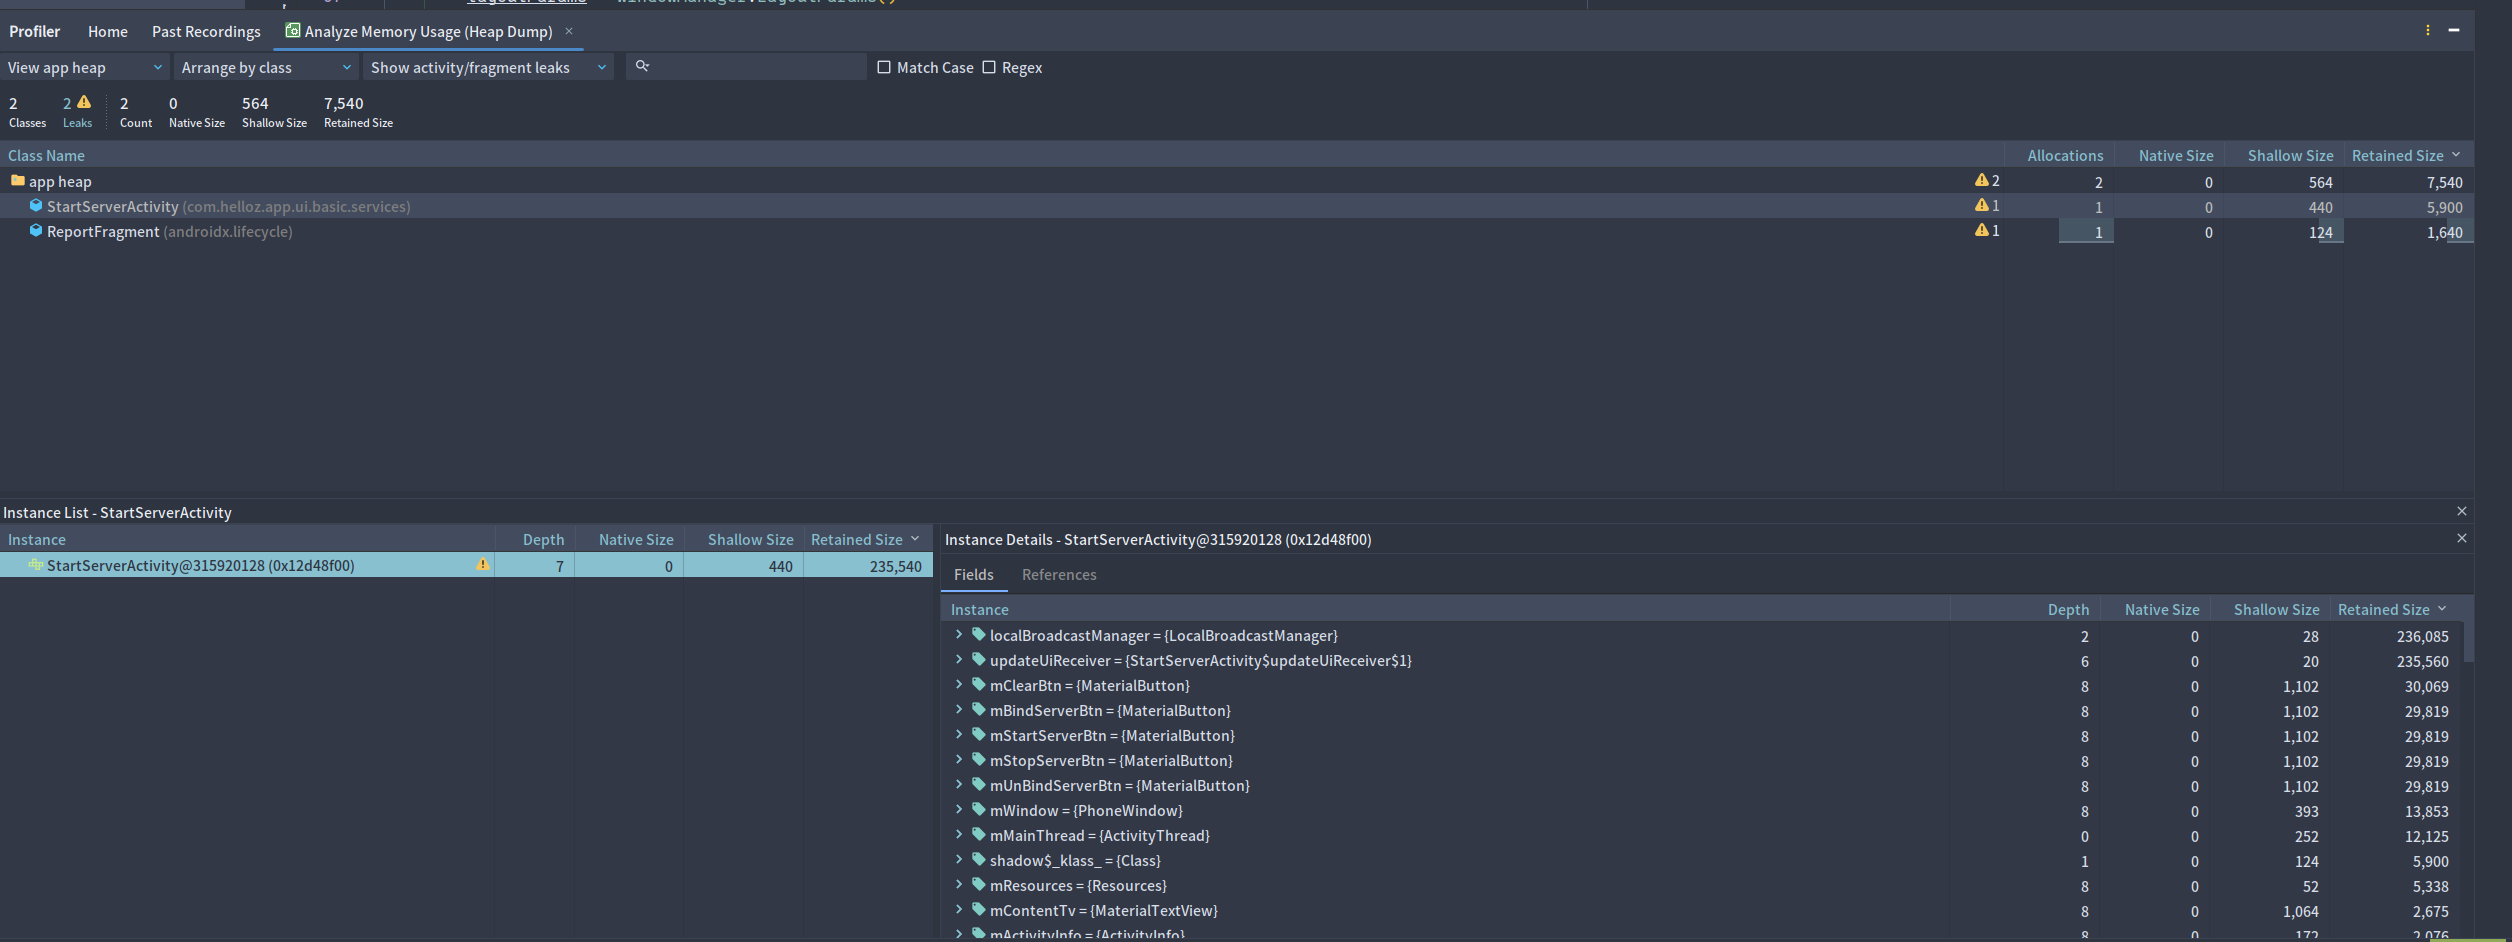 layoutParams = WindowManager.LayoutParams()
Profiler Home Past Recordings Analyze Memory Usage (Heap Dump)
View app heap Arrange by class Show activity/fragment leaks Match Case Regex
2 2 2 0 564 7,540
Classes Leaks Count Native Size Shallow Size Retained Size
Class Name Allocations Native Size Shallow Size Retained Size
app heap 2 2 0 564 7,540
StartServerActivity (com.helloz.app.ui.basic.services) 1 1 0 440 5,900
ReportFragment (androidx.lifecycle) 1 1 0 124 1,640
Instance List - StartServerActivity
Instance Depth Native Size Shallow Size Retained Size
StartServerActivity@315920128 (0x12d48f00) 7 0 440 235,540
Instance Details - StartServerActivity@315920128 (0x12d48f00)
Fields References
Instance Depth Native Size Shallow Size Retained Size
localBroadcastManager = {LocalBroadcastManager} 2 0 28 236,085
updateUiReceiver = {StartServerActivity$updateUiReceiver$1} 6 0 20 235,560
mClearBtn = {MaterialButton} 8 0 1,102 30,069
mBindServerBtn = {MaterialButton} 8 0 1,102 29,819
mStartServerBtn = {MaterialButton} 8 0 1,102 29,819
mStopServerBtn = {MaterialButton} 8 0 1,102 29,819
mUnBindServerBtn = {MaterialButton} 8 0 1,102 29,819
mWindow = {PhoneWindow} 8 0 393 13,853
mMainThread = {ActivityThread} 0 0 252 12,125
shadow$_klass_ = {Class} 1 0 124 5,900
mResources = {Resources} 8 0 52 5,338
mContentTv = {MaterialTextView} 8 0 1,064 2,675
mActivityInfo = {ActivityInfo} 8 0 172 2,076